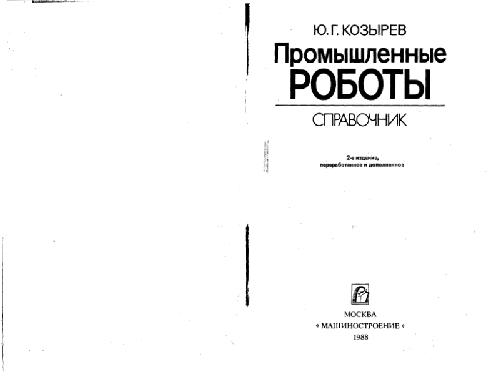 Ю. Г. КОЗЫРЕВ
Промышленные
РОБОТЫ
СПРАВОЧНИК
2-е издание,
переработанное и дополненное
МОСКВА
« МАШИНОСТРОЕНИЕ »
1988